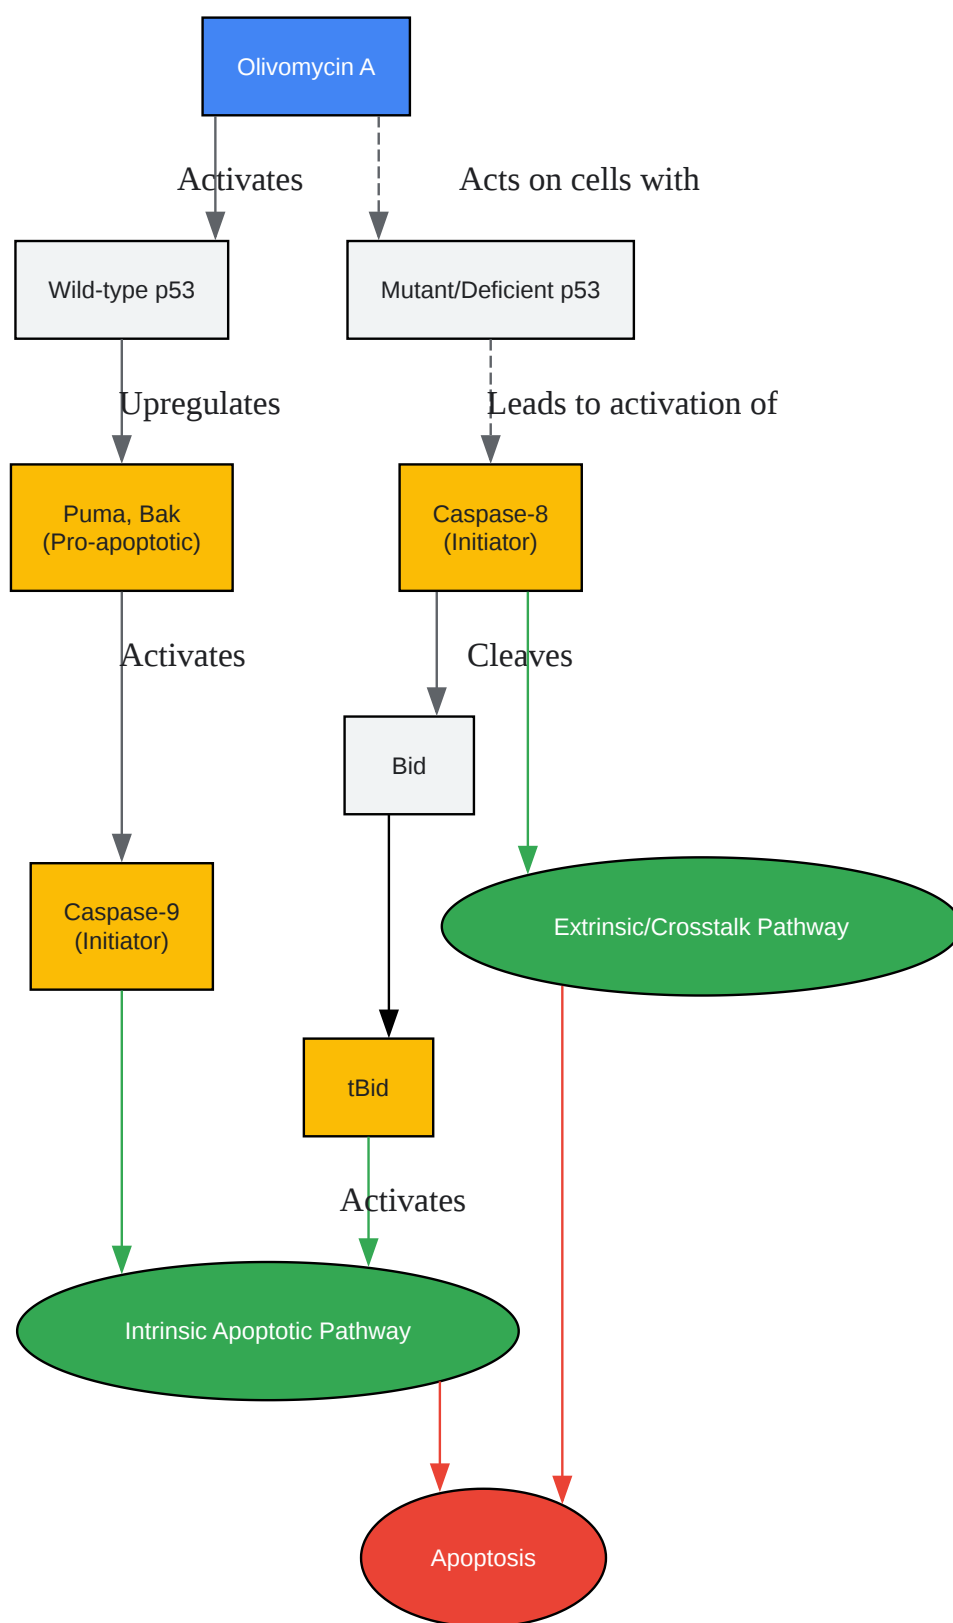 Olivomycin A
Activates
Acts on cells with
Wild-type p53
Mutant/Deficient p53
Upregulates
Leads to activation of
Puma, Bak
(Pro-apoptotic)
Caspase-8
(Initiator)
Activates
Cleaves
Bid
Caspase-9
(Initiator)
Extrinsic/Crosstalk Pathway
tBid
Activates
Intrinsic Apoptotic Pathway
Apoptosis